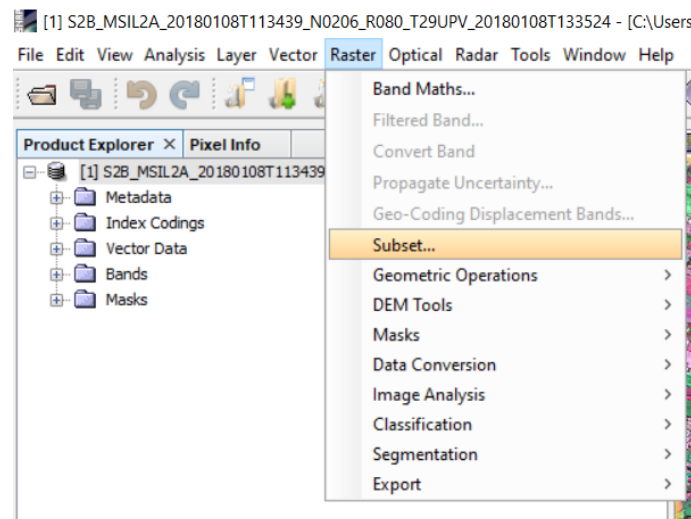 [1] S2B_MSIL2A_20180108T113439_N0206_R080_T29UPV_20180108T133524 - [C:\Users
File Edit View Analysis Layer Vector Raster Optical Radar Tools Window Help
Product Explorer × Pixel Info
[1] S2B_MSIL2A_20180108T113439
Metadata
Index Codings
Vector Data
Bands
Masks
Band Maths...
Filtered Band...
Convert Band
Propagate Uncertainty...
Geo-Coding Displacement Bands...
Subset...
Geometric Operations >
DEM Tools >
Masks >
Data Conversion >
Image Analysis >
Classification >
Segmentation >
Export >